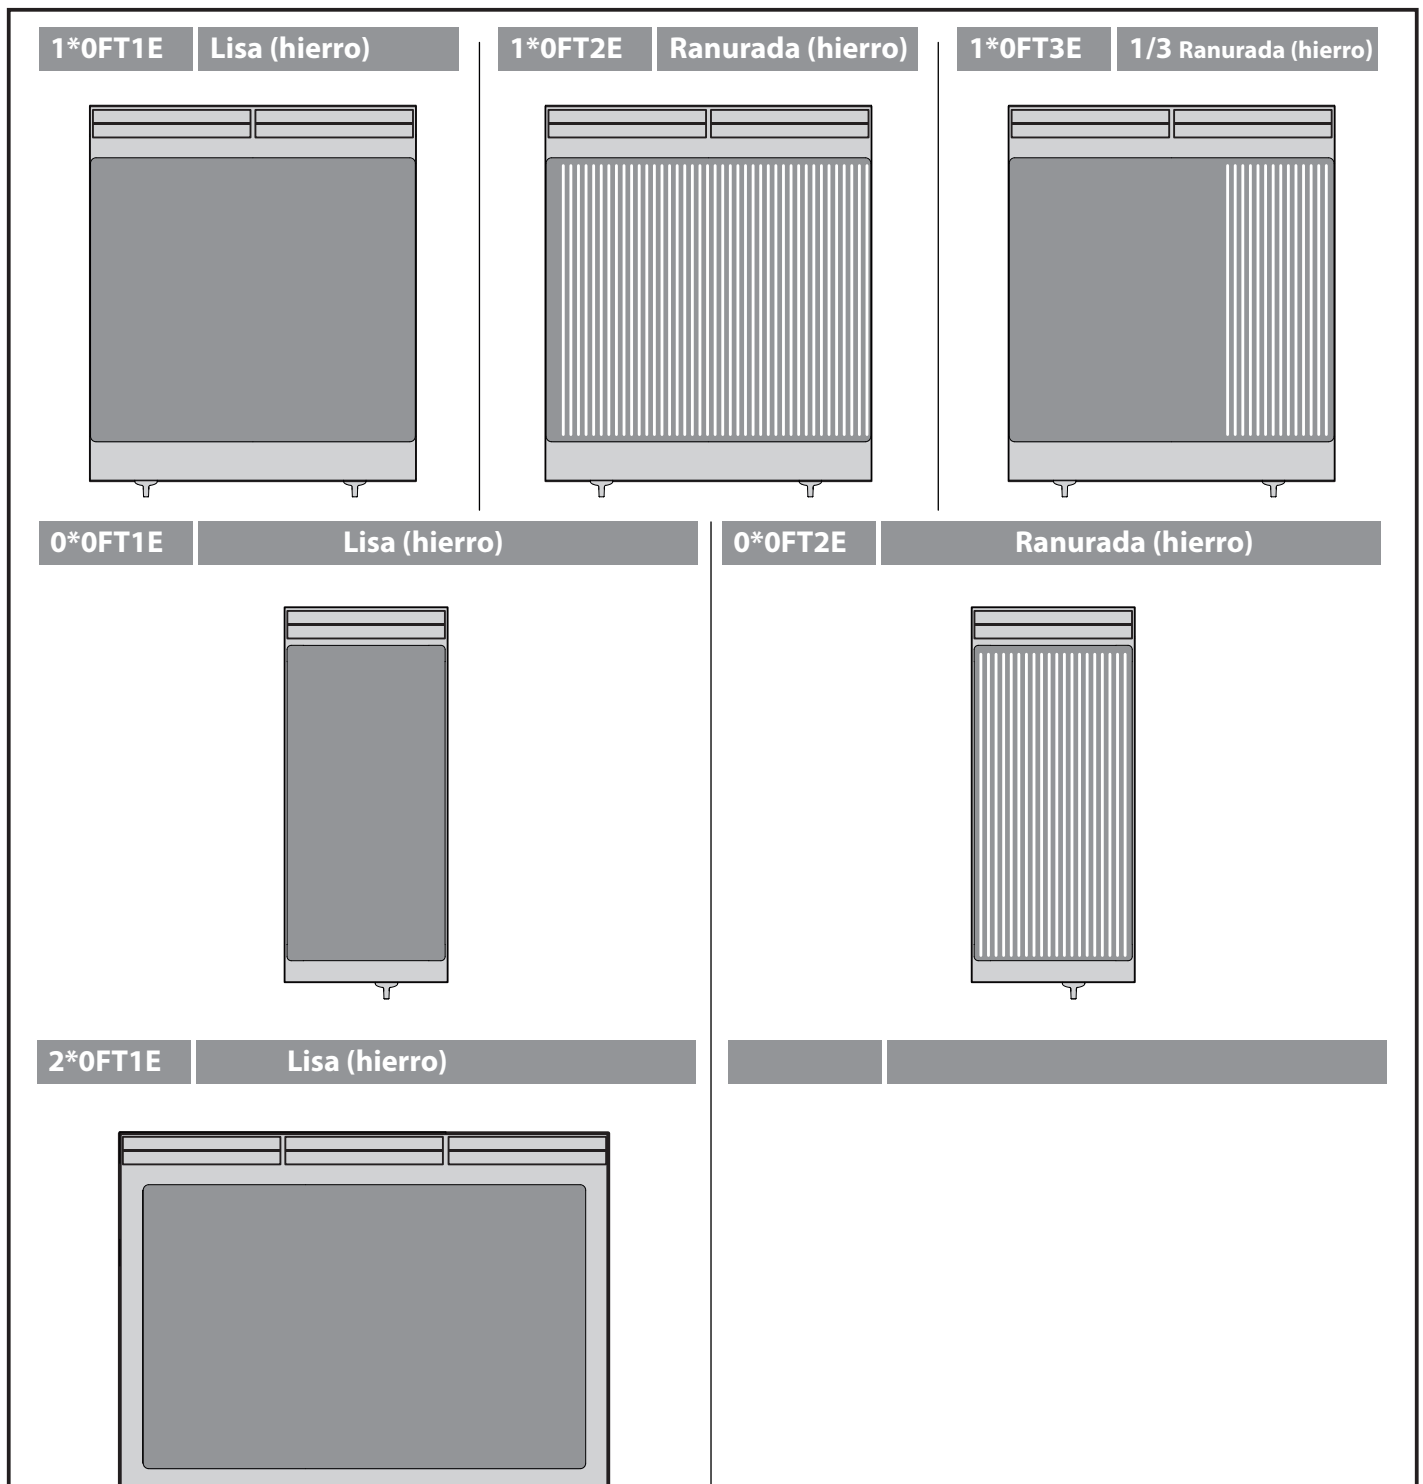 1*0FT1E Lisa (hierro)
1*0FT2E Ranurada (hierro)
1*0FT3E 1/3 Ranurada (hierro)
0*0FT1E Lisa (hierro)
0*0FT2E Ranurada (hierro)
2*0FT1E Lisa (hierro)